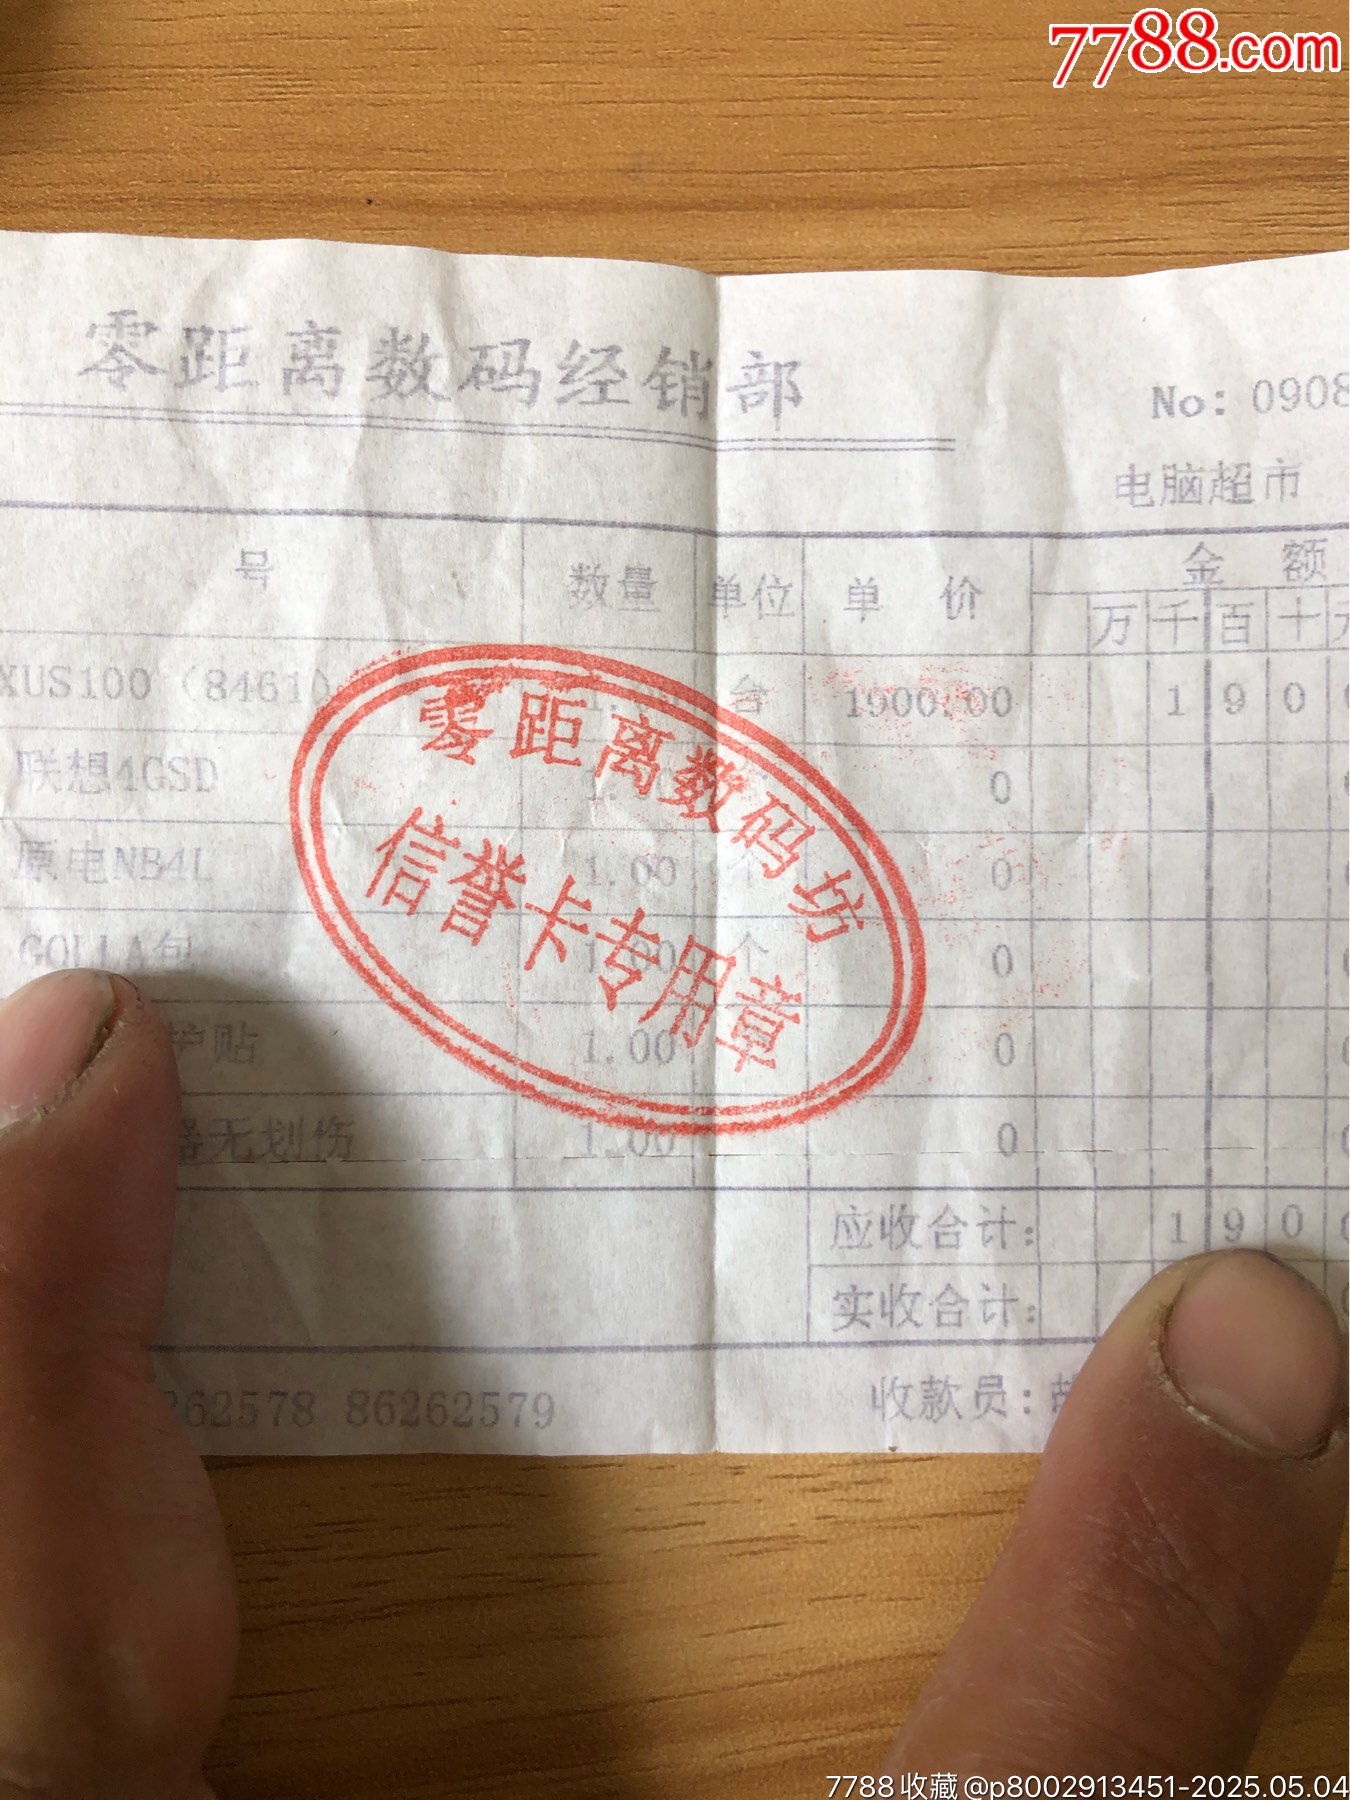 7788.com
零距离数码经销部
No: 0908
电脑超市
号 数量 单位 单价 金额
万 千 百 十
XUS100 (8461) 台 1900.00 1 9 0
联想4GSD 0
原电NB4L 1.00 个 0
GOLLA包 1.00 个 0
护贴 1.00 0
器无划伤 1.00 0
零距离数码坊
信誉卡专用章
应收合计: 1 9 0
实收合计:
262578 86262579 收款员:
7788收藏@p8002913451-2025.05.04